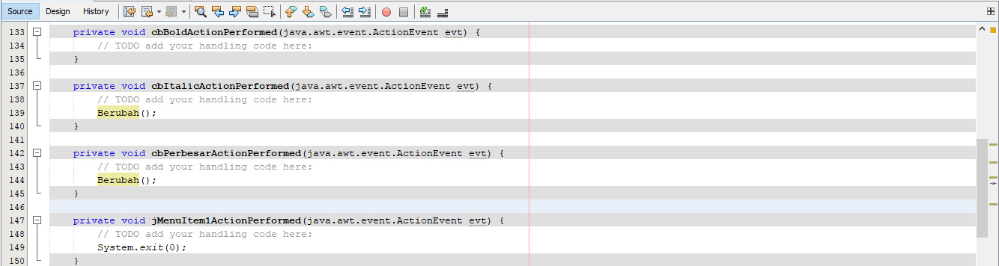 Source Design History
133 private void cbBoldActionPerformed(java.awt.event.ActionEvent evt) {
134 // TODO add your handling code here:
135 }
136
137 private void cbItalicActionPerformed(java.awt.event.ActionEvent evt) {
138 // TODO add your handling code here:
139 Berubah();
140 }
141
142 private void cbPerbesarActionPerformed(java.awt.event.ActionEvent evt) {
143 // TODO add your handling code here:
144 Berubah();
145 }
146
147 private void jMenuItem1ActionPerformed(java.awt.event.ActionEvent evt) {
148 // TODO add your handling code here:
149 System.exit(0);
150 }